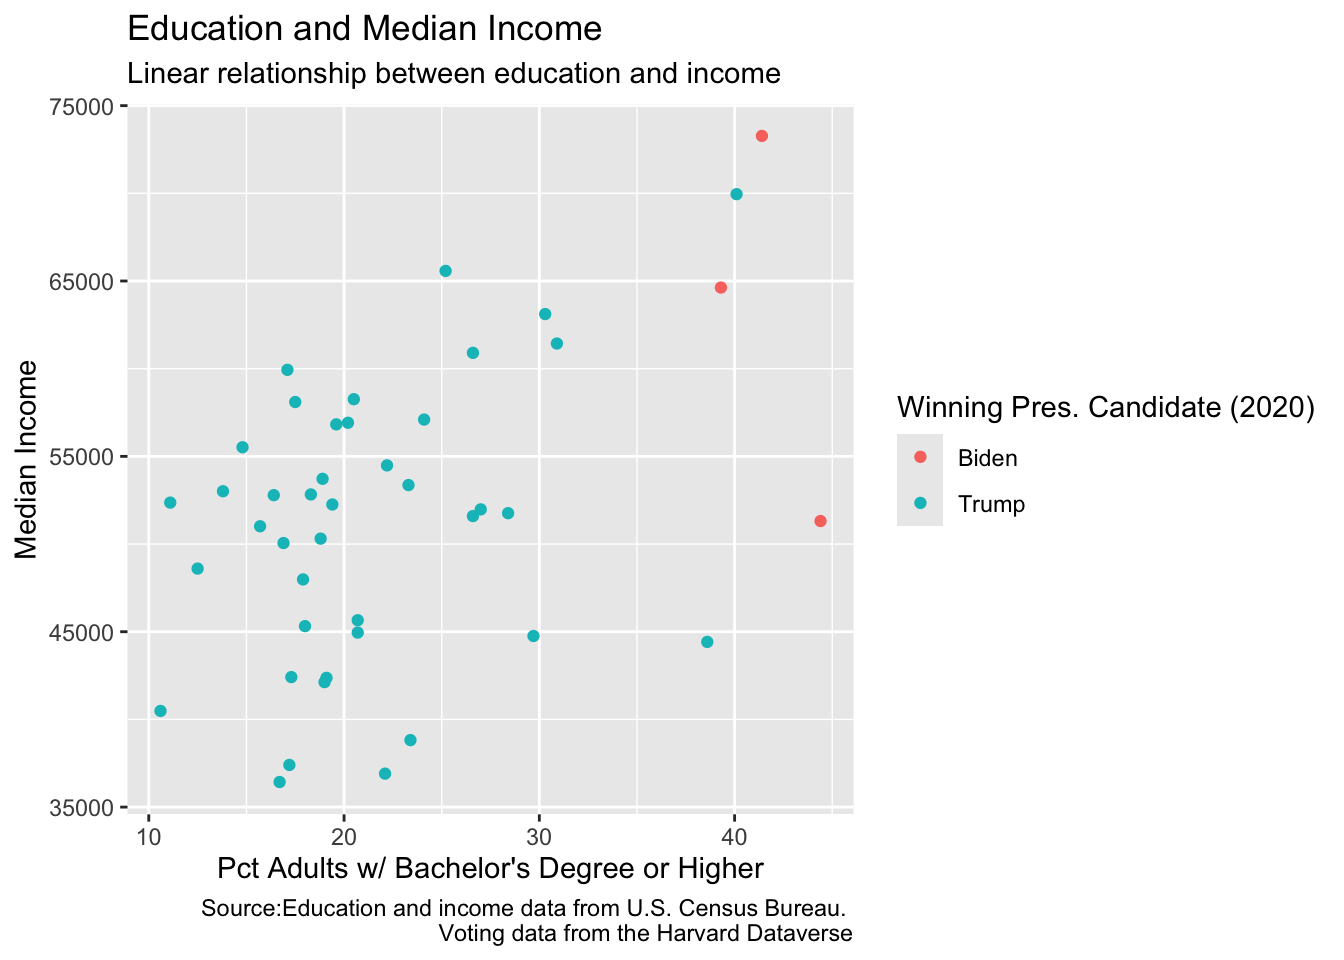 Education and Median Income
Linear relationship between education and income
75000
65000
55000
45000
35000
Median Income
10 20 30 40
Pct Adults w/ Bachelor's Degree or Higher
Winning Pres. Candidate (2020)
Biden
Trump
Source:Education and income data from U.S. Census Bureau.
Voting data from the Harvard Dataverse